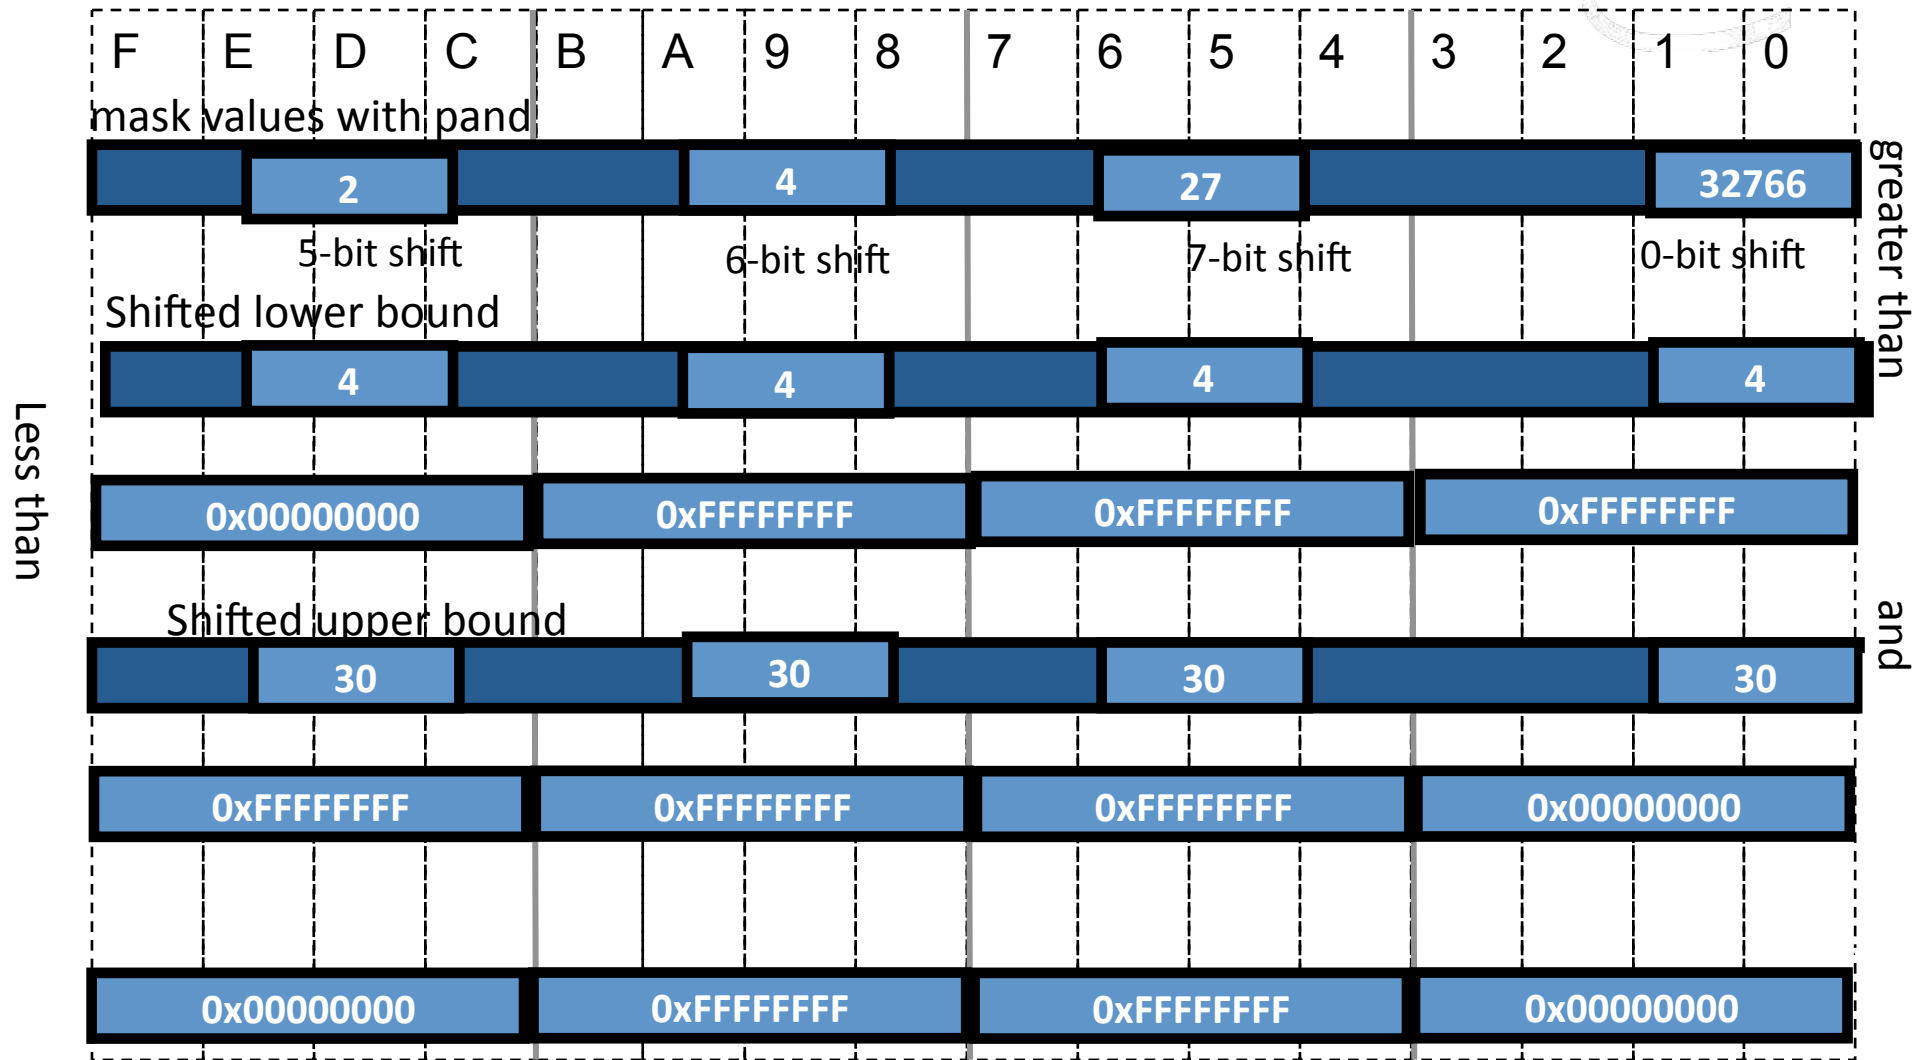 F E D C B A 9 8 7 6 5 4 3 2 1 0
mask values with pand
2 4 27 32766
5-bit shift 6-bit shift 7-bit shift 0-bit shift
greater than
Shifted lower bound
4 4 4 4
Less than
0x00000000 0xFFFFFFFF 0xFFFFFFFF 0xFFFFFFFF
Shifted upper bound
and
30 30 30 30
0xFFFFFFFF 0xFFFFFFFF 0xFFFFFFFF 0x00000000
0x00000000 0xFFFFFFFF 0xFFFFFFFF 0x00000000